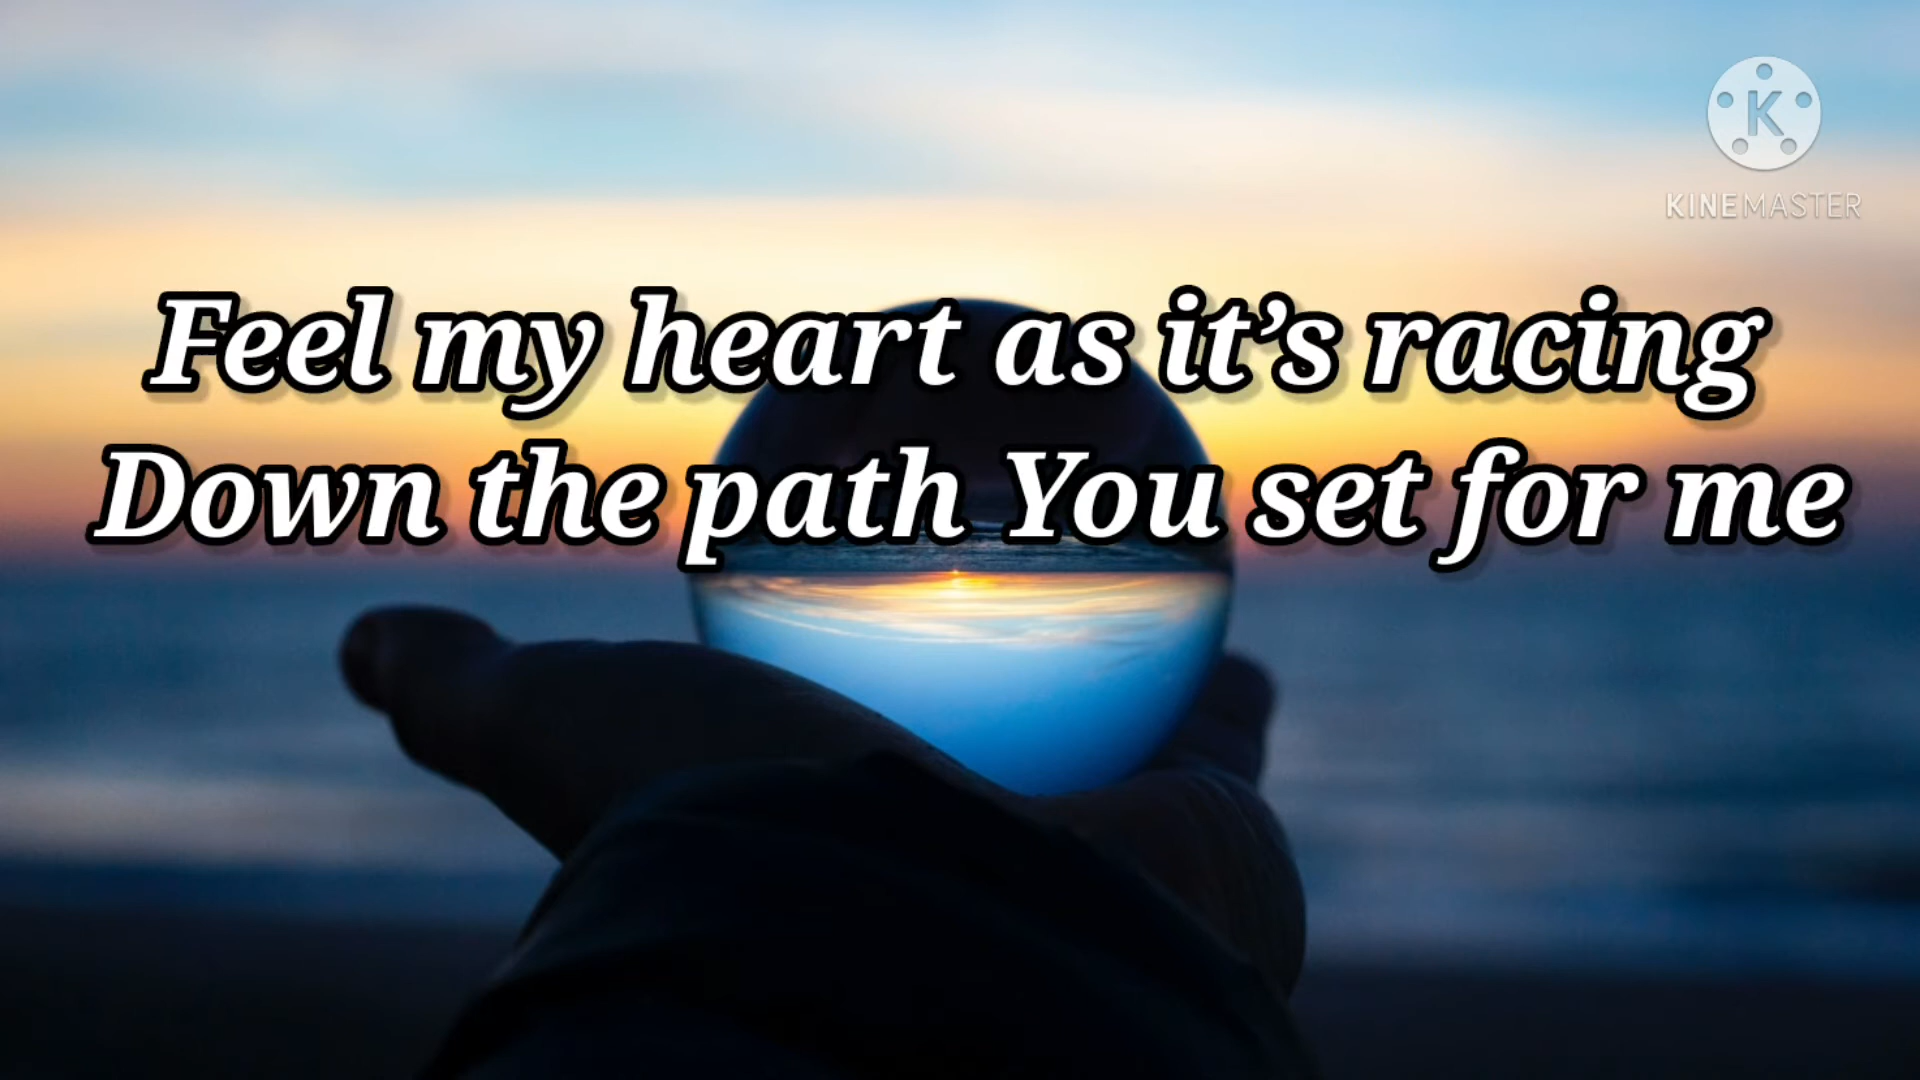 K
KINEMASTER
Feel my heart as it’s racing
Down the path You set for me